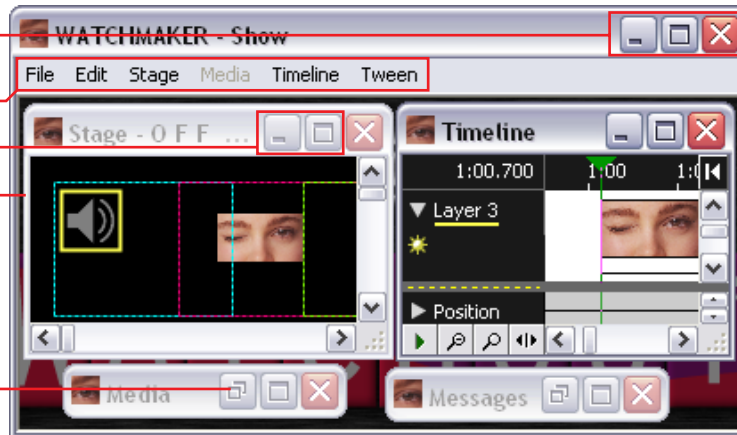 WATCHMAKER - Show
File Edit Stage Media Timeline Tween
Stage - O F F ...
Timeline
1:00.700 1:00
Layer 3
Position
Media
Messages